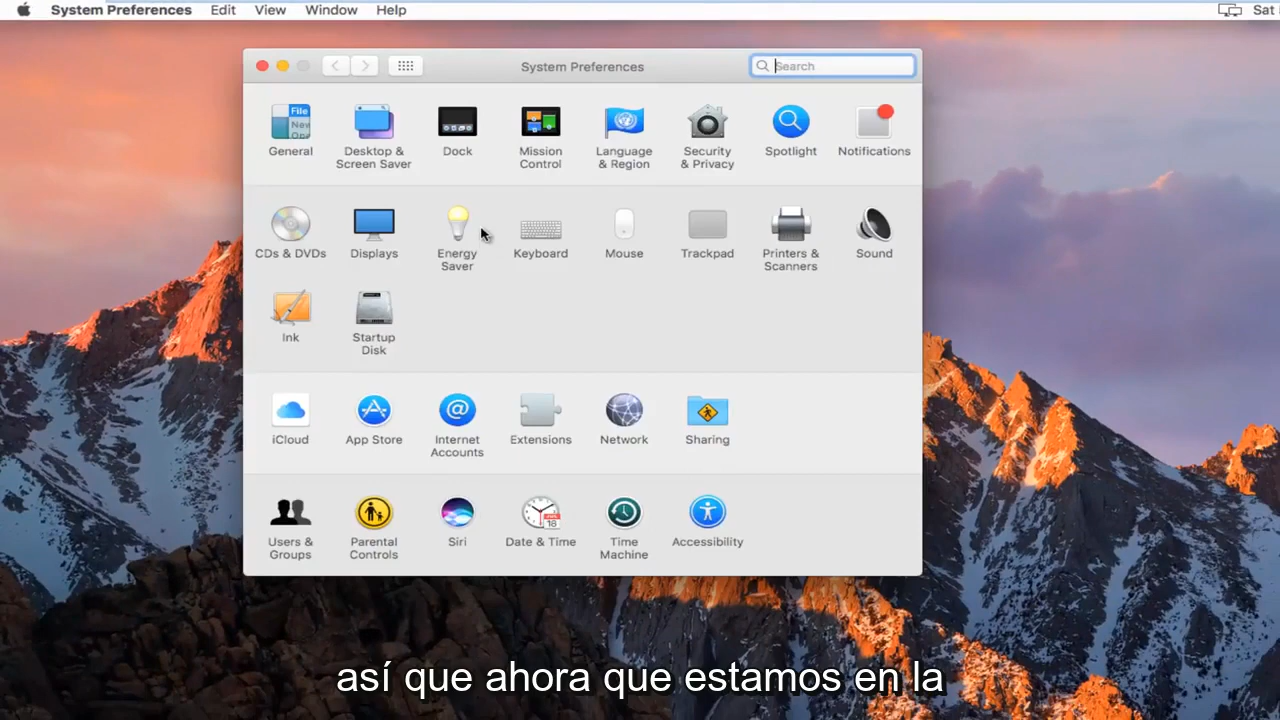 System Preferences Edit View Window Help Sat
System Preferences Search
File
New
General Desktop & Screen Saver Dock Mission Control Language & Region Security & Privacy Spotlight Notifications
CDs & DVDs Displays Energy Saver Keyboard Mouse Trackpad Printers & Scanners Sound
Ink Startup Disk
iCloud App Store Internet Accounts Extensions Network Sharing
18
Users & Groups Parental Controls Siri Date & Time Time Machine Accessibility
así que ahora que estamos en la